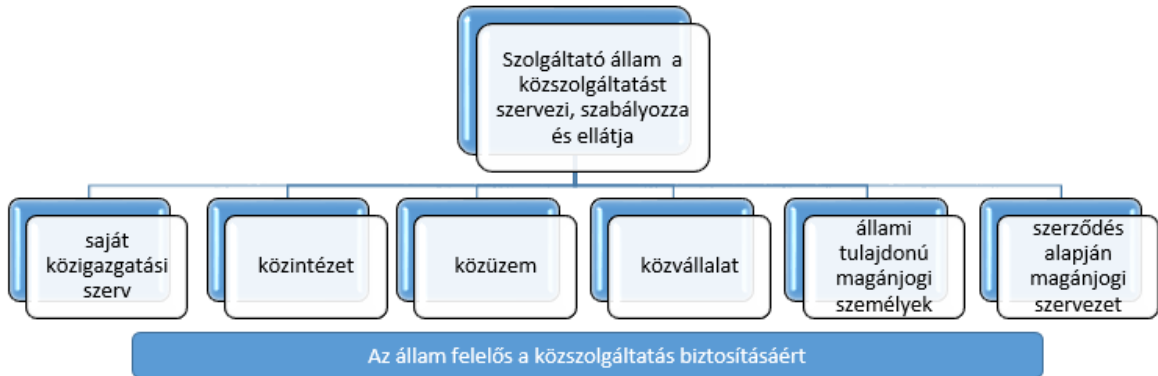 Szolgáltató állam a
közszolgáltatást
szervezi, szabályozza
és ellátja
saját
közigazgatási
szerv
közintézet
közüzem
közvállalat
állami
tulajdonú
magánjogi
személyek
szerződés
alapján
magánjogi
szervezet
Az állam felelős a közszolgáltatás biztosításáért